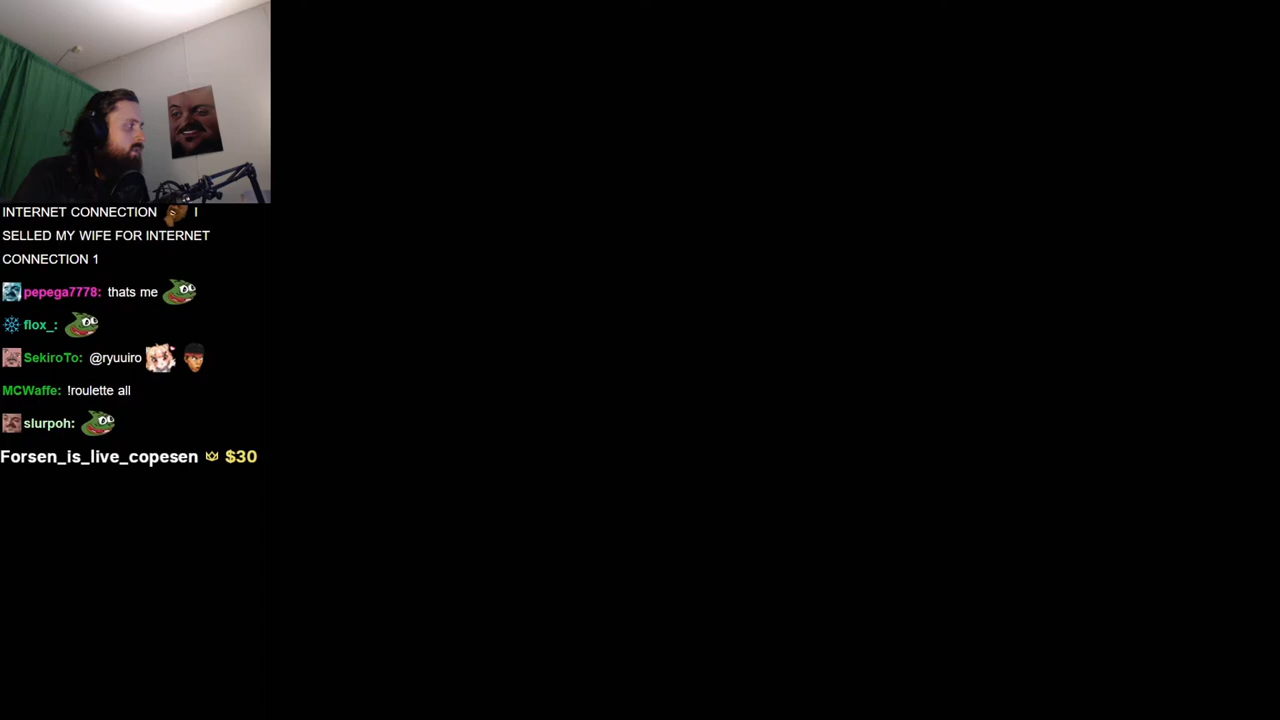 INTERNET CONNECTION I
SELLED MY WIFE FOR INTERNET
CONNECTION 1
pepega7778: thats me
flox_:
SekiroTo: @ryuuiro
MCWaffe: !roulette all
slurpoh:
Forsen_is_live_copesen $30